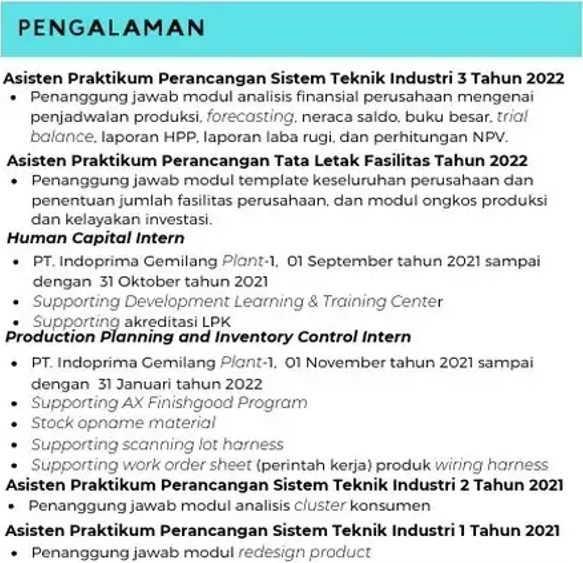 PENGALAMAN
Asisten Praktikum Perancangan Sistem Teknik Industri 3 Tahun 2022
• Penanggung jawab modul analisis finansial perusahaan mengenai
penjadwalan produksi, forecasting, neraca saldo, buku besar, trial
balance, laporan HPP, laporan laba rugi, dan perhitungan NPV.
Asisten Praktikum Perancangan Tata Letak Fasilitas Tahun 2022
• Penanggung jawab modul template keseluruhan perusahaan dan
penentuan jumlah fasilitas perusahaan, dan modul ongkos produksi
dan kelayakan investasi.
Human Capital Intern
• PT. Indoprima Gemilang Plant-1, 01 September tahun 2021 sampai
dengan 31 Oktober tahun 2021
• Supporting Development Learning & Training Center
• Supporting akreditasi LPK
Production Planning and Inventory Control Intern
• PT. Indoprima Gemilang Plant-1, 01 November tahun 2021 sampai
dengan 31 Januari tahun 2022
• Supporting AX Finishgood Program
• Stock opname material
• Supporting scanning lot harness
• Supporting work order sheet (perintah kerja) produk wiring harness
Asisten Praktikum Perancangan Sistem Teknik Industri 2 Tahun 2021
• Penanggung jawab modul analisis cluster konsumen
Asisten Praktikum Perancangan Sistem Teknik Industri 1 Tahun 2021
• Penanggung jawab modul redesign product